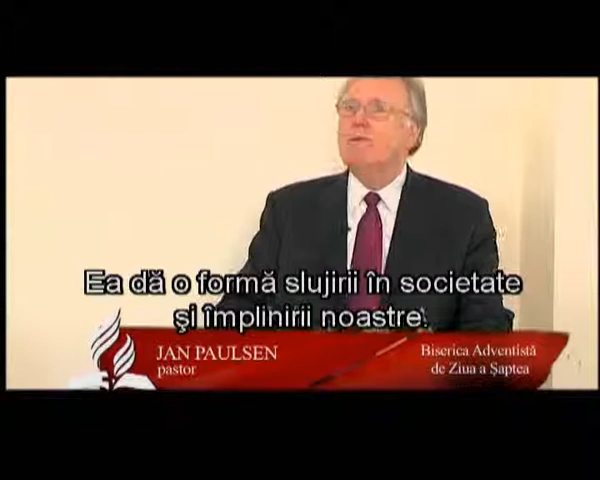 Ea dă o formă slujirii în societate
şi împlinirii noastre.
JAN PAULSEN
pastor
Biserica Adventistă
de Ziua a Şaptea